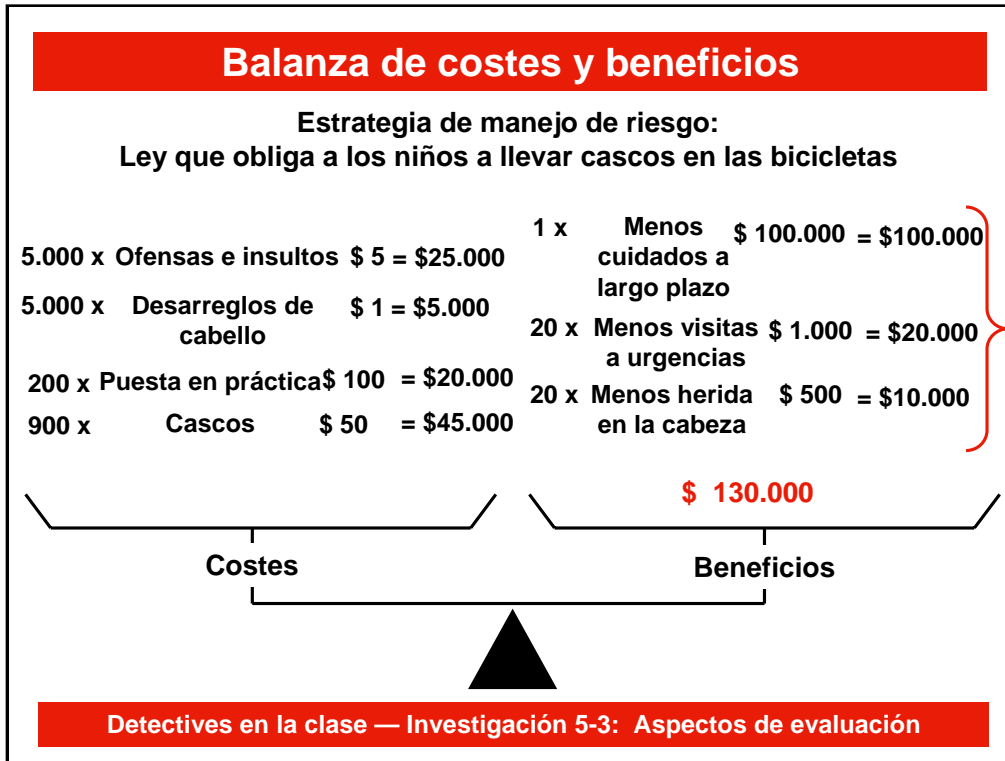 Balanza de costes y beneficios
Estrategia de manejo de riesgo:
Ley que obliga a los niños a llevar cascos en las bicicletas
5.000 x Ofensas e insultos $ 5 = $25.000
5.000 x Desarreglos de $ 1 = $5.000
cabello
200 x Puesta en práctica $ 100 = $20.000
900 x Cascos $ 50 = $45.000
1 x Menos $ 100.000 = $100.000
cuidados a
largo plazo
20 x Menos visitas $ 1.000 = $20.000
a urgencias
20 x Menos herida $ 500 = $10.000
en la cabeza
$ 130.000
Costes
Beneficios
Detectives en la clase — Investigación 5-3: Aspectos de evaluación